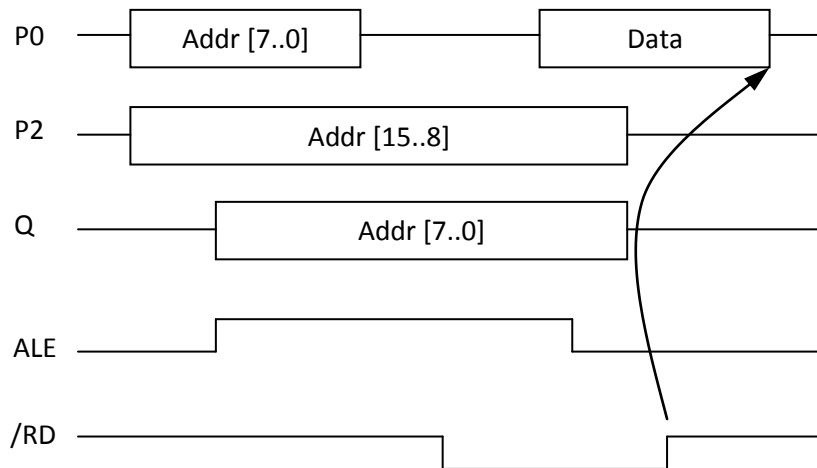 P0 Addr [7..0] Data
P2 Addr [15..8]
Q Addr [7..0]
ALE
/RD